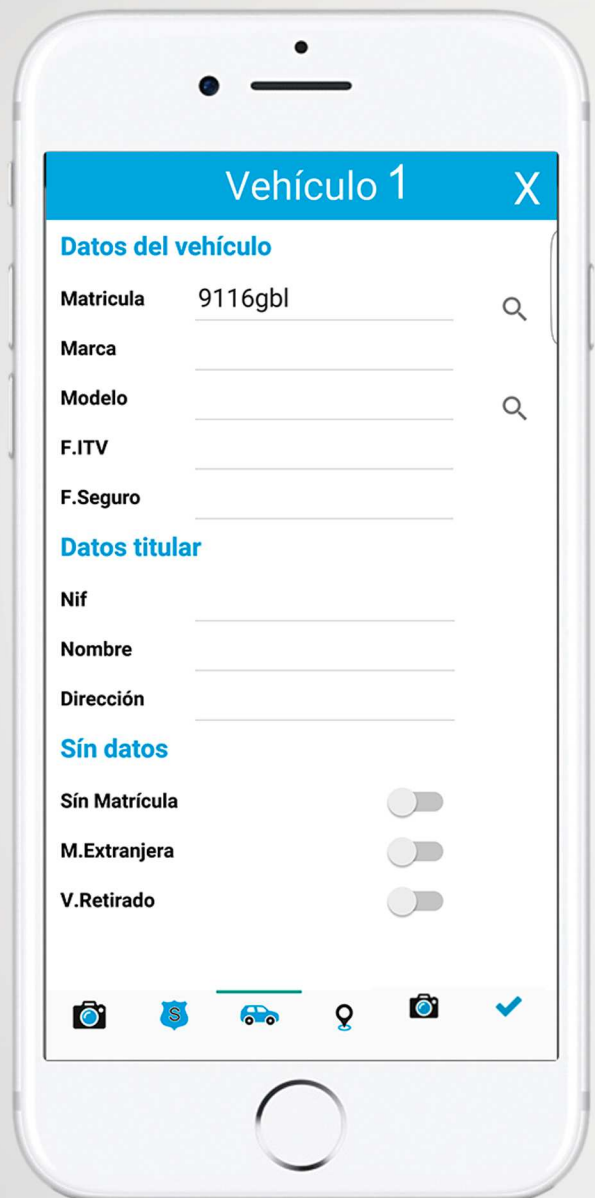 Vehículo 1 X
Datos del vehículo
Matricula 9116gbl
Marca
Modelo
F.ITV
F.Seguro
Datos titular
Nif
Nombre
Dirección
Sín datos
Sín Matrícula
M.Extranjera
V.Retirado
S